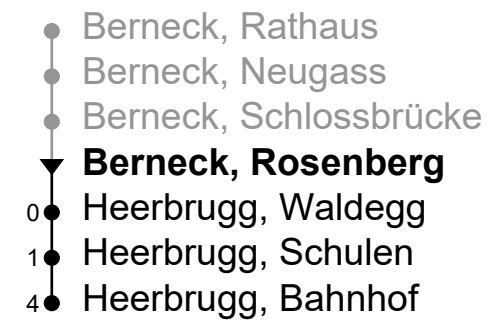 Berneck, Rathaus
Berneck, Neugass
Berneck, Schlossbrücke
Berneck, Rosenberg
0 Heerbrugg, Waldegg
1 Heerbrugg, Schulen
4 Heerbrugg, Bahnhof